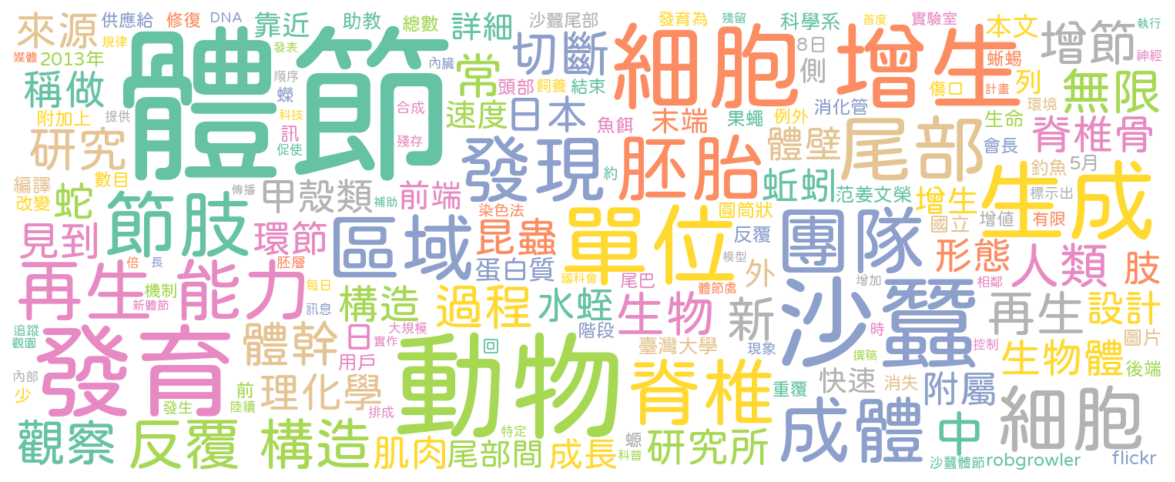 來源
供應給
修復
DNA
靠近
助教
總數
詳細
沙蠶尾部
發育為
科學系
首度
實驗室
本文
增節
執行
媒體
規律
2013年
發表
體節
內臟
常
切斷
細胞
增生
8日
側
殘留
蜥蜴
神經
稱做
順序
蠑
頭部
飼養
結束
傷口
計畫
列
無限
附加上
提供
科技
合成
速度
日本
魚餌
末端
果蠅
例外
消化管
環境
生命
研究
訊
促使
殘存
發現
胚胎
體壁
尾部
會長
脊椎骨
編譯
數目
改變
蛇
傳播
甲殼類
補助
前端
約
蚯蚓
范姜文榮
增生
釣魚
5月
標示出
生成
節肢
染色法
圓筒狀
國立
增值
有限
見到
環節
區域
昆蟲
單位
反覆
團隊
形態
人類
肢
再生
能力
倍
長
胚層
每日
蛋白質
國科會
模型
尾巴
外
體節處
增加
相鄰
沙蠶
機制
新體節
訊息
構造
過程
水蛭
生物
新
再生
設計
追蹤
觀園
發育
體幹
日
大規模
實作
回
階段
臺灣大學
現象
撰稿
時
控制
生物體
圖片
內部
少
前
用戶
動物
脊椎
重覆
快速
消失
附屬
後端
發生
陸續
理化學
排成
成體
細胞
觀察
反覆
構造
肌肉
特定
尾部間
成長
螈
科普
研究所
中
沙蠶體節
robgrowler
flickr